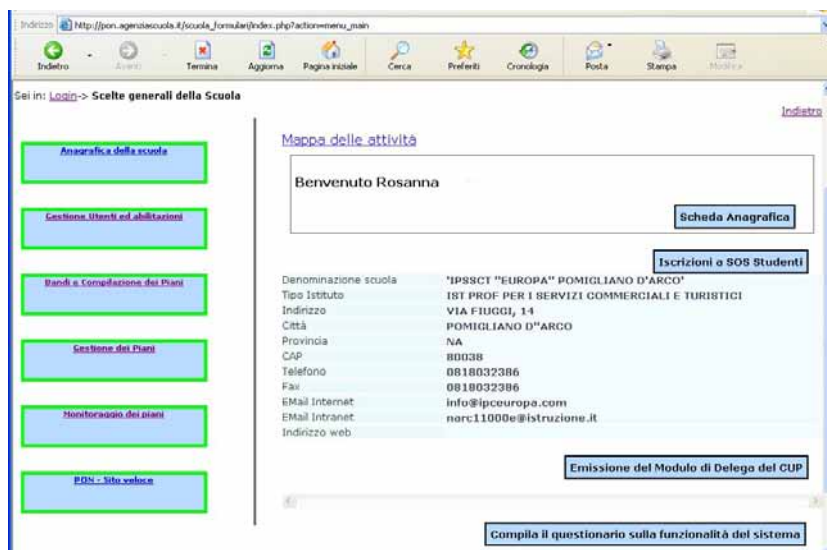 Indirizzo http://pon.agenziascuola.it/scuola_formulari/index.php?action=menu_main
Indietro Avanti Termina Aggiorna Pagina iniziale Cerca Preferiti Cronologia Posta Stampa Modifica
Sei in: Login-> Scelte generali della Scuola
Indietro
Anagrafica della scuola
Gestione Utenti ed abilitazioni
Bandi e Compilazione dei Piani
Gestione dei Piani
Monitoraggio dei piani
PON - Sito veloce
Mappa delle attività
Benvenuto Rosanna
Scheda Anagrafica
Iscrizioni a SOS Studenti
Denominazione scuola 'IPSSCT "EUROPA" POMIGLIANO D'ARCO'
Tipo Istituto IST PROF PER I SERVIZI COMMERCIALI E TURISTICI
Indirizzo VIA FIUGGI, 14
Città POMIGLIANO D"ARCO
Provincia NA
CAP 80038
Telefono 0818032386
Fax 0818032386
EMail Internet info@ipceuropa.com
EMail Intranet narc11000e@istruzione.it
Indirizzo web
Emissione del Modulo di Delega del CUP
Compila il questionario sulla funzionalità del sistema